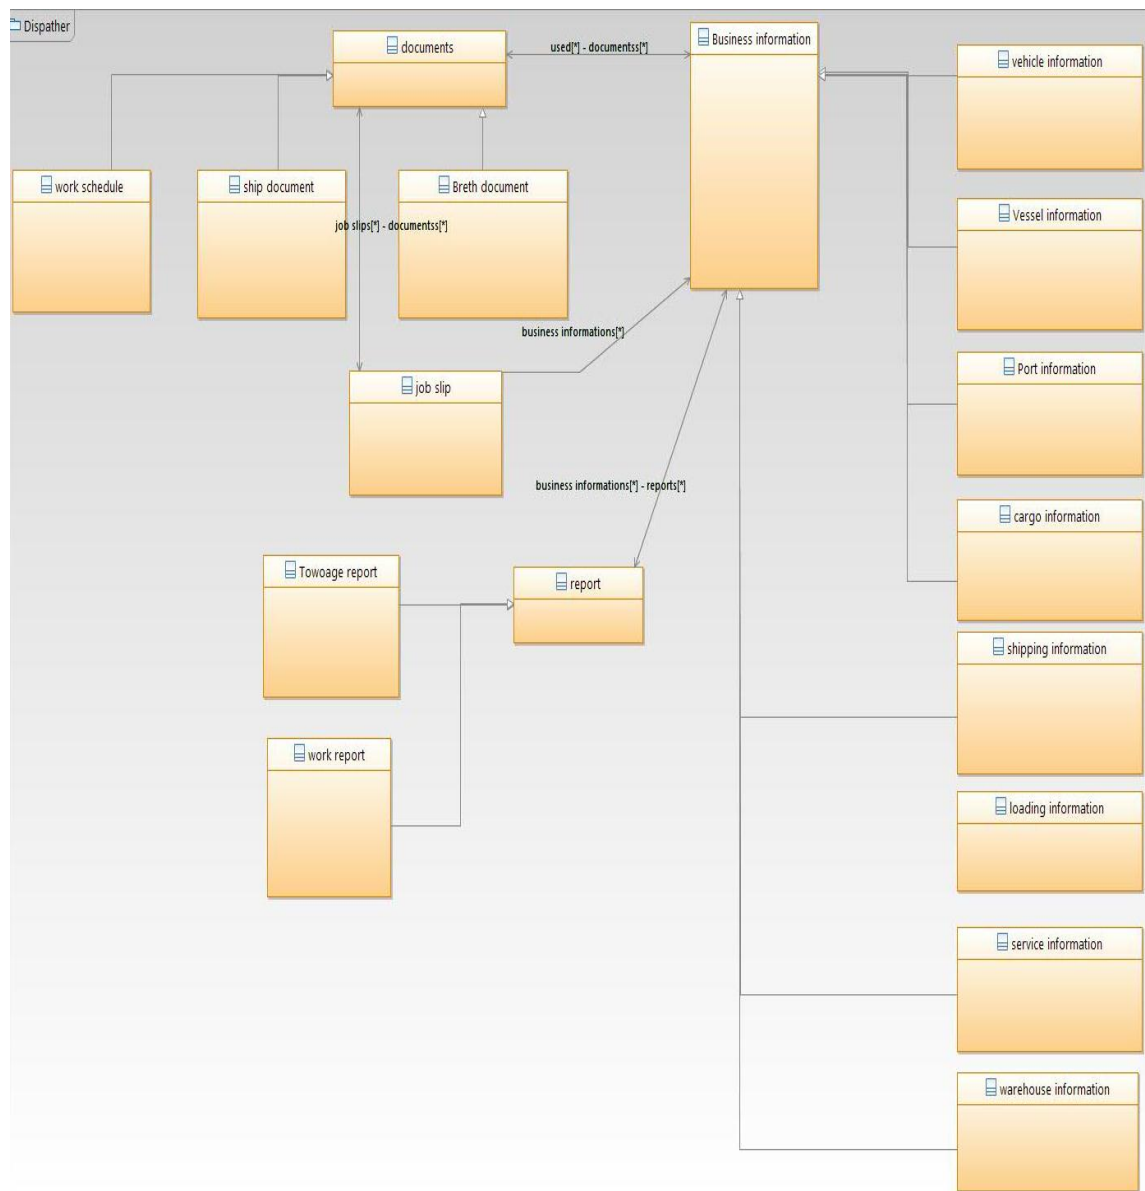 Dispather
documents
used[*] - documentss[*]
Business information
vehicle information
work schedule
ship document
Breth document
Vessel information
job slips[*] - documentss[*]
business informations[*]
job slip
Port information
business informations[*] - reports[*]
cargo information
Towoage report
report
shipping information
work report
loading information
service information
warehouse information